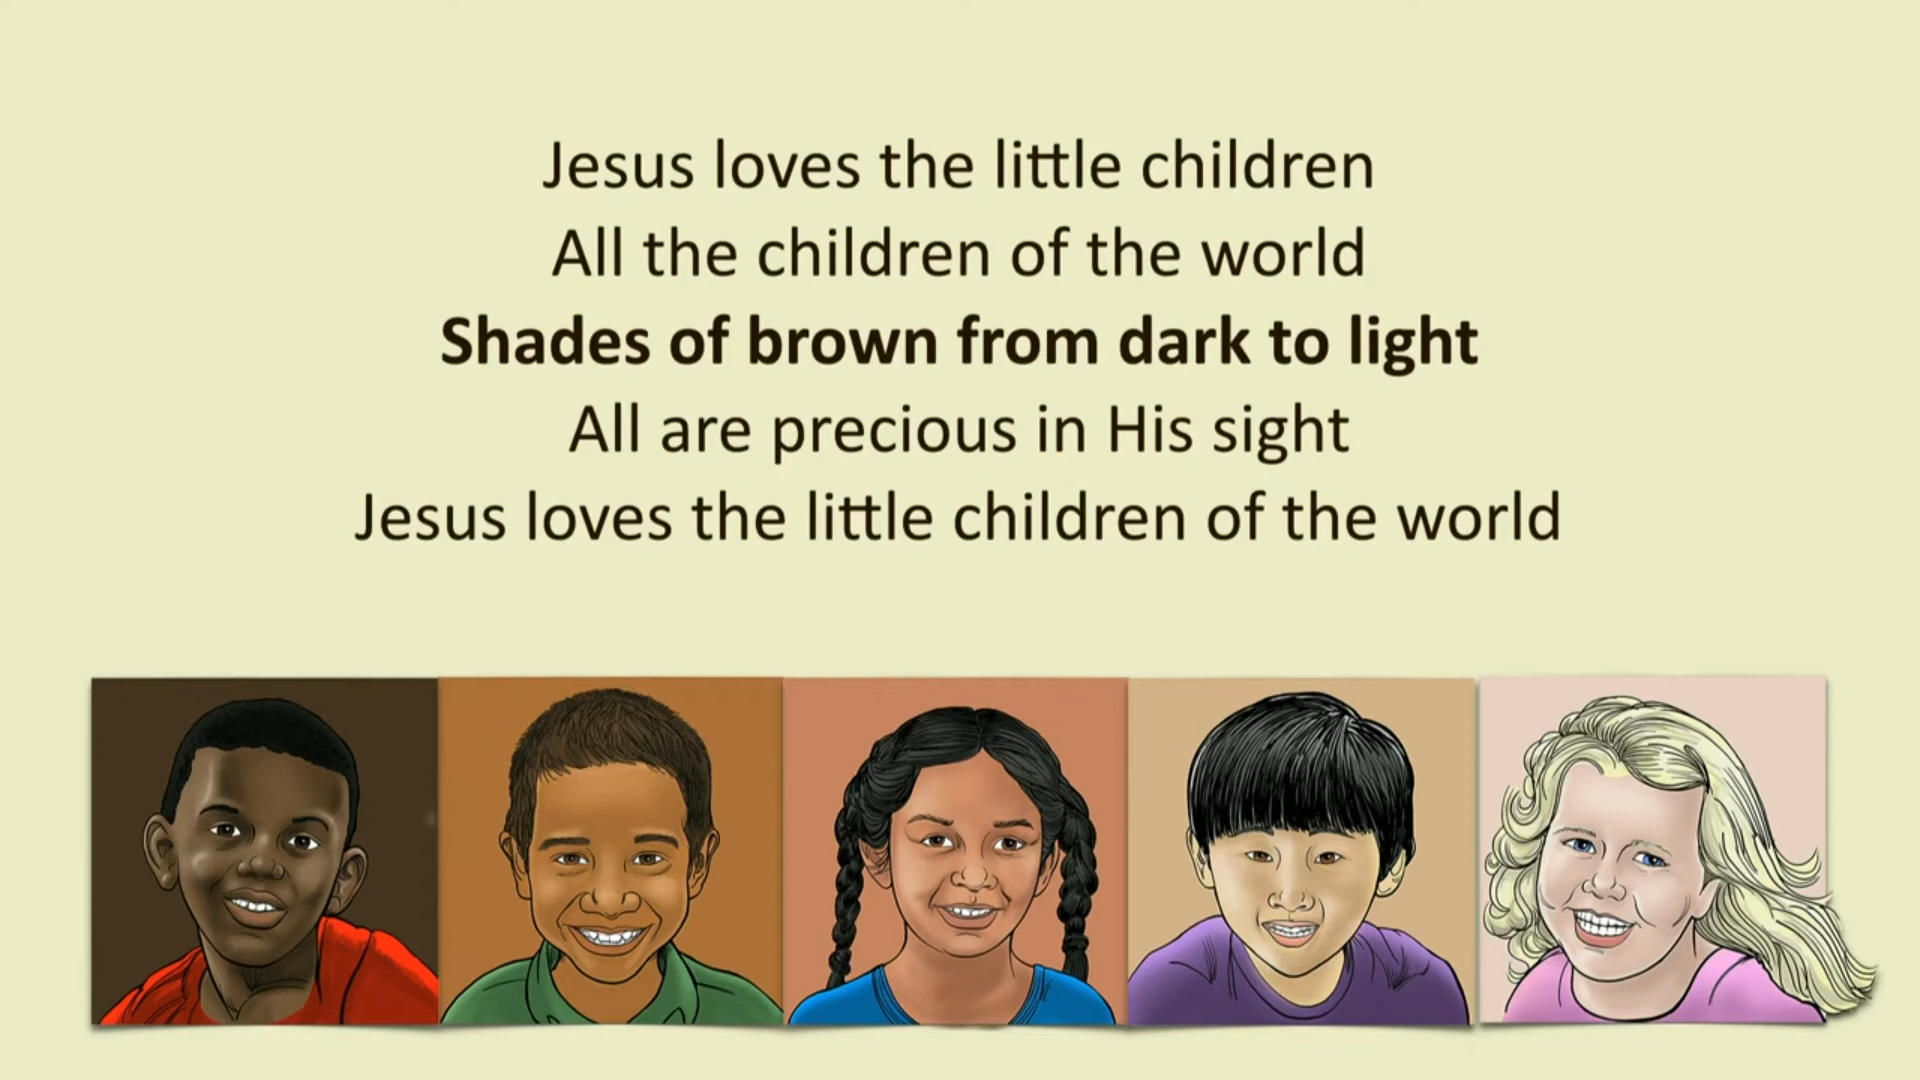 Jesus loves the little children
All the children of the world
Shades of brown from dark to light
All are precious in His sight
Jesus loves the little children of the world